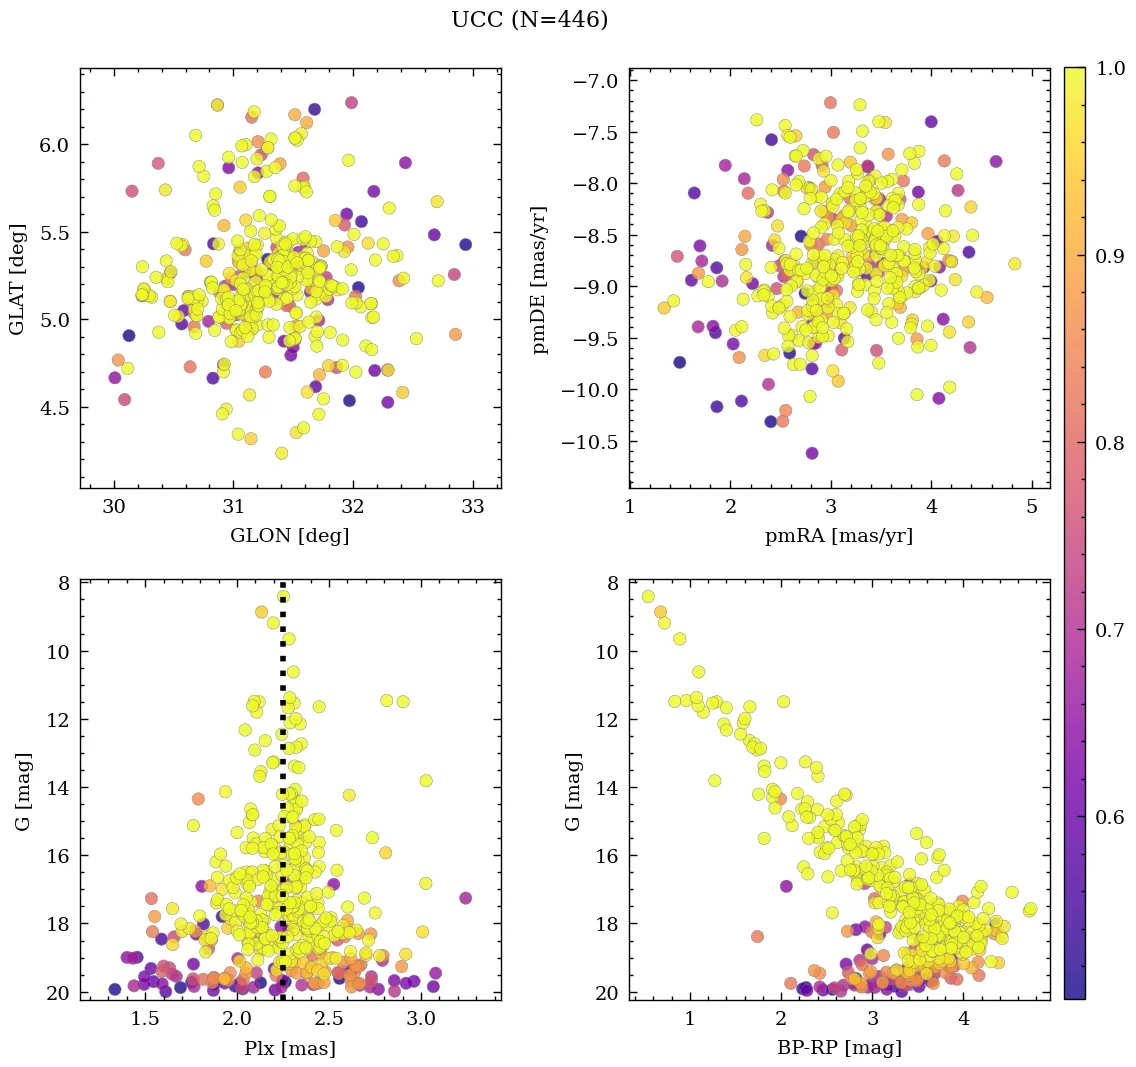 UCC (N=446)
6.0
5.5
5.0
4.5
GLAT [deg]
30 31 32 33
GLON [deg]
−7.0
−7.5
−8.0
−8.5
−9.0
−9.5
−10.0
−10.5
pmDE [mas/yr]
1 2 3 4 5
pmRA [mas/yr]
8
10
12
14
16
18
20
G [mag]
1.5 2.0 2.5 3.0
Plx [mas]
8
10
12
14
16
18
20
G [mag]
1 2 3 4
BP-RP [mag]
1.0
0.9
0.8
0.7
0.6